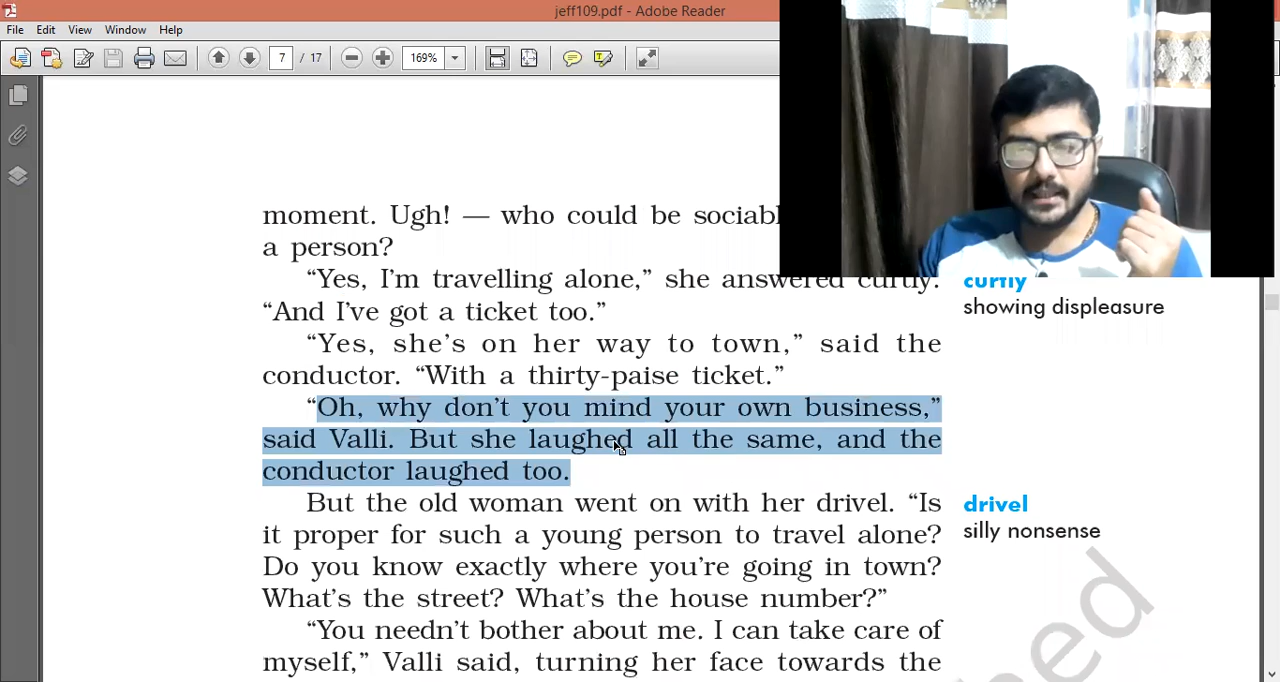 jeff109.pdf - Adobe Reader
File Edit View Window Help
7 / 17 169%
moment. Ugh! — who could be
a person?
“Yes, I’m travelling alone,” she answered curtly.
“And I’ve got a ticket too.”
“Yes, she’s on her way to town,” said the
conductor. “With a thirty-paise ticket.”
“Oh, why don’t you mind your own business,”
said Valli. But she laughed all the same, and the
conductor laughed too.
But the old woman went on with her drivel. “Is
it proper for such a young person to travel alone?
Do you know exactly where you’re going in town?
What’s the street? What’s the house number?”
“You needn’t bother about me. I can take care of
myself,” Valli said, turning her face towards the
curtly
showing displeasure
drivel
silly nonsense